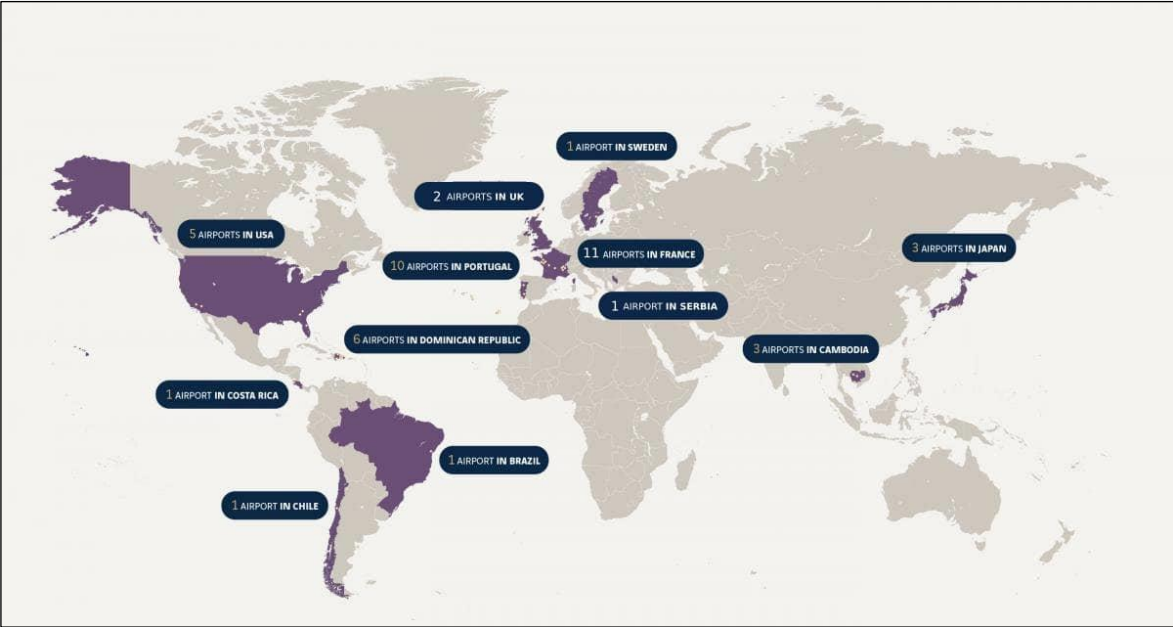 1 AIRPORT IN SWEDEN
2 AIRPORTS IN UK
5 AIRPORTS IN USA
11 AIRPORTS IN FRANCE
3 AIRPORTS IN JAPAN
10 AIRPORTS IN PORTUGAL
1 AIRPORT IN SERBIA
6 AIRPORTS IN DOMINICAN REPUBLIC
3 AIRPORTS IN CAMBODIA
1 AIRPORT IN COSTA RICA
1 AIRPORT IN BRAZIL
1 AIRPORT IN CHILE